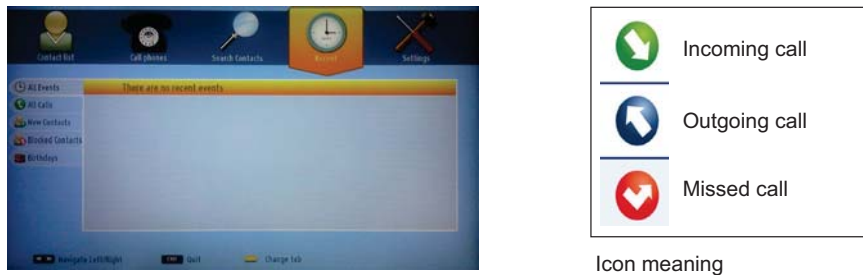 Contact list
Call phones
Search Contacts
Recent
Settings
All Events
There are no recent events
All Calls
New Contacts
Blocked Contacts
Birthdays
Navigate Left/Right
END Quit
Change tab
Incoming call
Outgoing call
Missed call
Icon meaning